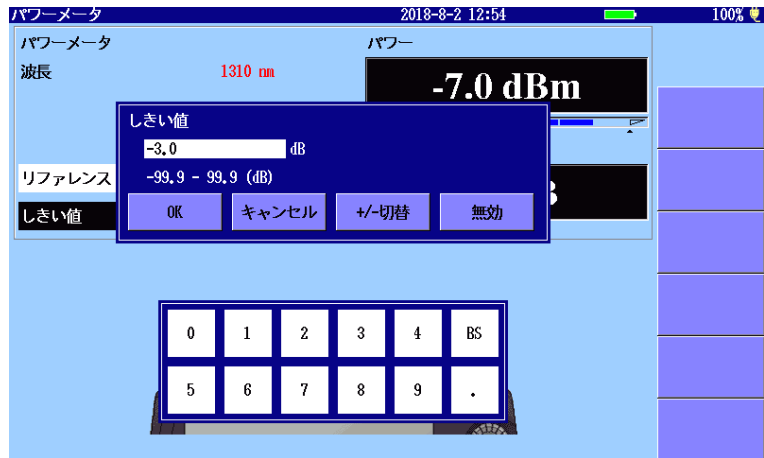 パワーメータ 2018-8-2 12:54 100%
パワーメータ パワー
波長 1310 nm
-7.0 dBm
しきい値
-3.0 dB
-99.9 - 99.9 (dB)
リファレンス
しきい値
OK キャンセル +/-切替 無効
0 1 2 3 4 BS
5 6 7 8 9 .